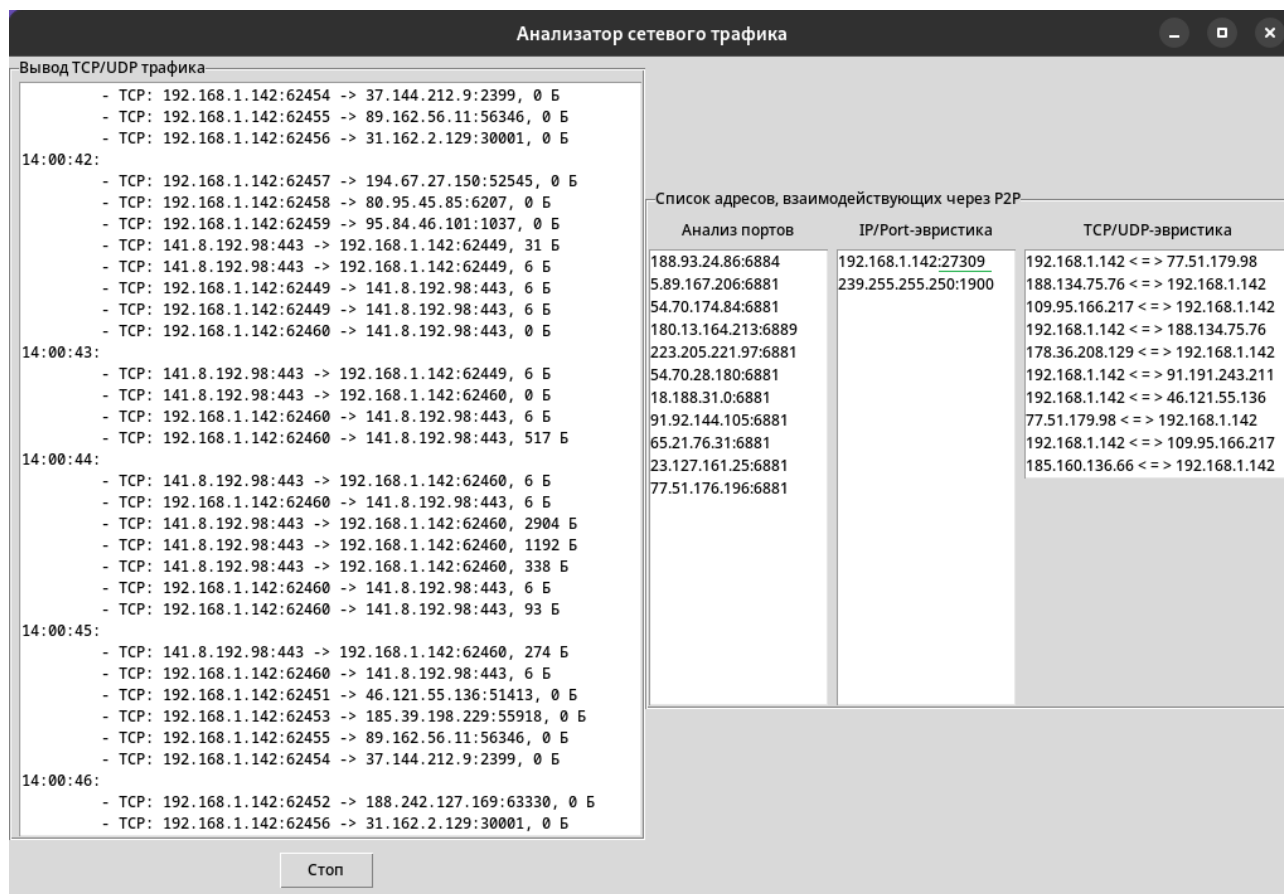 Анализатор сетевого трафика
Вывод TCP/UDP трафика
- TCP: 192.168.1.142:62454 -> 37.144.212.9:2399, 0 Б
- TCP: 192.168.1.142:62455 -> 89.162.56.11:56346, 0 Б
- TCP: 192.168.1.142:62456 -> 31.162.2.129:30001, 0 Б
14:00:42:
- TCP: 192.168.1.142:62457 -> 194.67.27.150:52545, 0 Б
- TCP: 192.168.1.142:62458 -> 80.95.45.85:6207, 0 Б
- TCP: 192.168.1.142:62459 -> 95.84.46.101:1037, 0 Б
- TCP: 141.8.192.98:443 -> 192.168.1.142:62449, 31 Б
- TCP: 141.8.192.98:443 -> 192.168.1.142:62449, 6 Б
- TCP: 192.168.1.142:62449 -> 141.8.192.98:443, 6 Б
- TCP: 192.168.1.142:62449 -> 141.8.192.98:443, 6 Б
- TCP: 192.168.1.142:62460 -> 141.8.192.98:443, 0 Б
14:00:43:
- TCP: 141.8.192.98:443 -> 192.168.1.142:62449, 6 Б
- TCP: 141.8.192.98:443 -> 192.168.1.142:62460, 0 Б
- TCP: 192.168.1.142:62460 -> 141.8.192.98:443, 6 Б
- TCP: 192.168.1.142:62460 -> 141.8.192.98:443, 517 Б
14:00:44:
- TCP: 141.8.192.98:443 -> 192.168.1.142:62460, 6 Б
- TCP: 192.168.1.142:62460 -> 141.8.192.98:443, 6 Б
- TCP: 141.8.192.98:443 -> 192.168.1.142:62460, 2904 Б
- TCP: 141.8.192.98:443 -> 192.168.1.142:62460, 1192 Б
- TCP: 141.8.192.98:443 -> 192.168.1.142:62460, 338 Б
- TCP: 192.168.1.142:62460 -> 141.8.192.98:443, 6 Б
- TCP: 192.168.1.142:62460 -> 141.8.192.98:443, 93 Б
14:00:45:
- TCP: 141.8.192.98:443 -> 192.168.1.142:62460, 274 Б
- TCP: 192.168.1.142:62460 -> 141.8.192.98:443, 6 Б
- TCP: 192.168.1.142:62451 -> 46.121.55.136:51413, 0 Б
- TCP: 192.168.1.142:62453 -> 185.39.198.229:55918, 0 Б
- TCP: 192.168.1.142:62455 -> 89.162.56.11:56346, 0 Б
- TCP: 192.168.1.142:62454 -> 37.144.212.9:2399, 0 Б
14:00:46:
- TCP: 192.168.1.142:62452 -> 188.242.127.169:63330, 0 Б
- TCP: 192.168.1.142:62456 -> 31.162.2.129:30001, 0 Б
Стоп
Список адресов, взаимодействующих через P2P
Анализ портов
188.93.24.86:6884
5.89.167.206:6881
54.70.174.84:6881
180.13.164.213:6889
223.205.221.97:6881
54.70.28.180:6881
18.188.31.0:6881
91.92.144.105:6881
65.21.76.31:6881
23.127.161.25:6881
77.51.176.196:6881
IP/Port-эвристика
192.168.1.142:27309
239.255.255.250:1900
TCP/UDP-эвристика
192.168.1.142 < = > 77.51.179.98
188.134.75.76 < = > 192.168.1.142
109.95.166.217 < = > 192.168.1.142
192.168.1.142 < = > 188.134.75.76
178.36.208.129 < = > 192.168.1.142
192.168.1.142 < = > 91.191.243.211
192.168.1.142 < = > 46.121.55.136
77.51.179.98 < = > 192.168.1.142
192.168.1.142 < = > 109.95.166.217
185.160.136.66 < = > 192.168.1.142